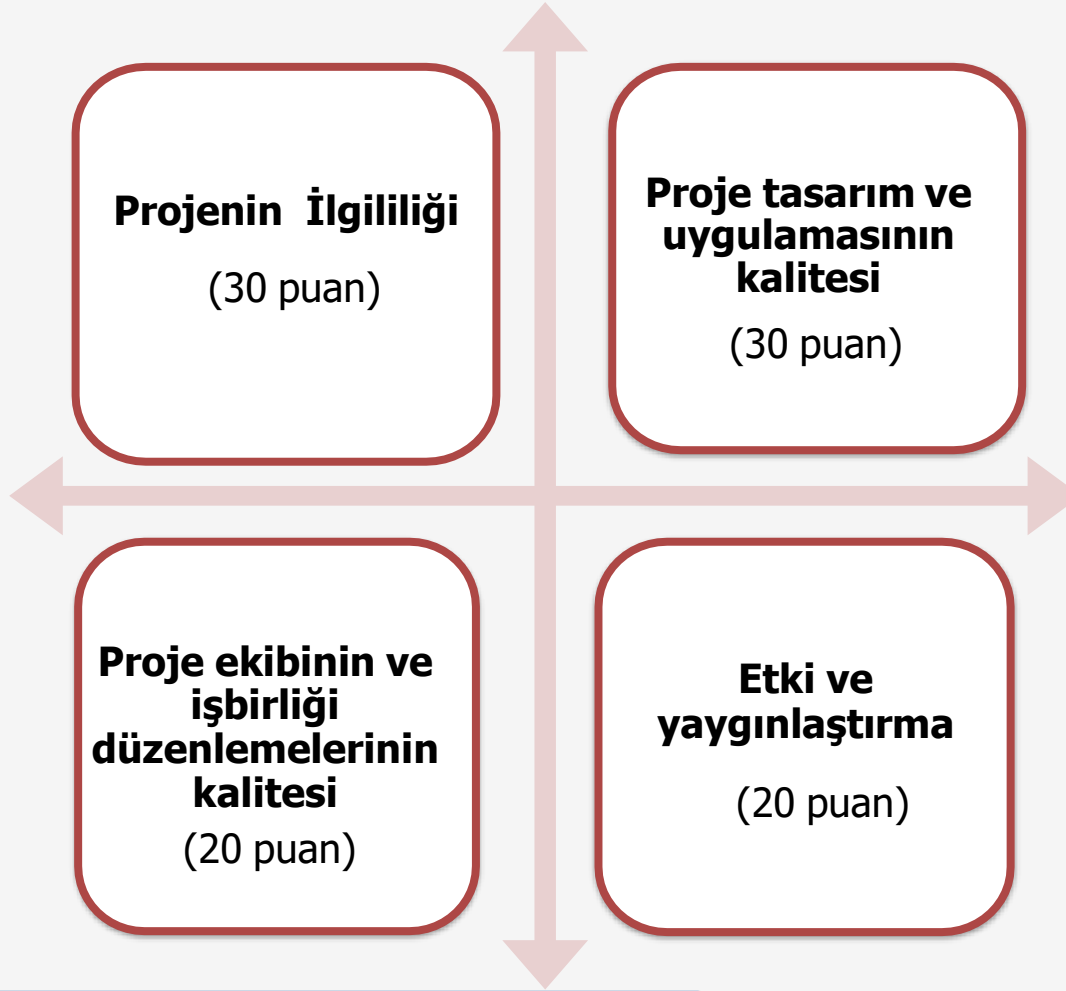 Projenin İlgililiği
(30 puan)
Proje tasarım ve
uygulamasının
kalitesi
(30 puan)
Proje ekibinin ve
işbirliği
düzenlemelerinin
kalitesi
(20 puan)
Etki ve
yaygınlaştırma
(20 puan)